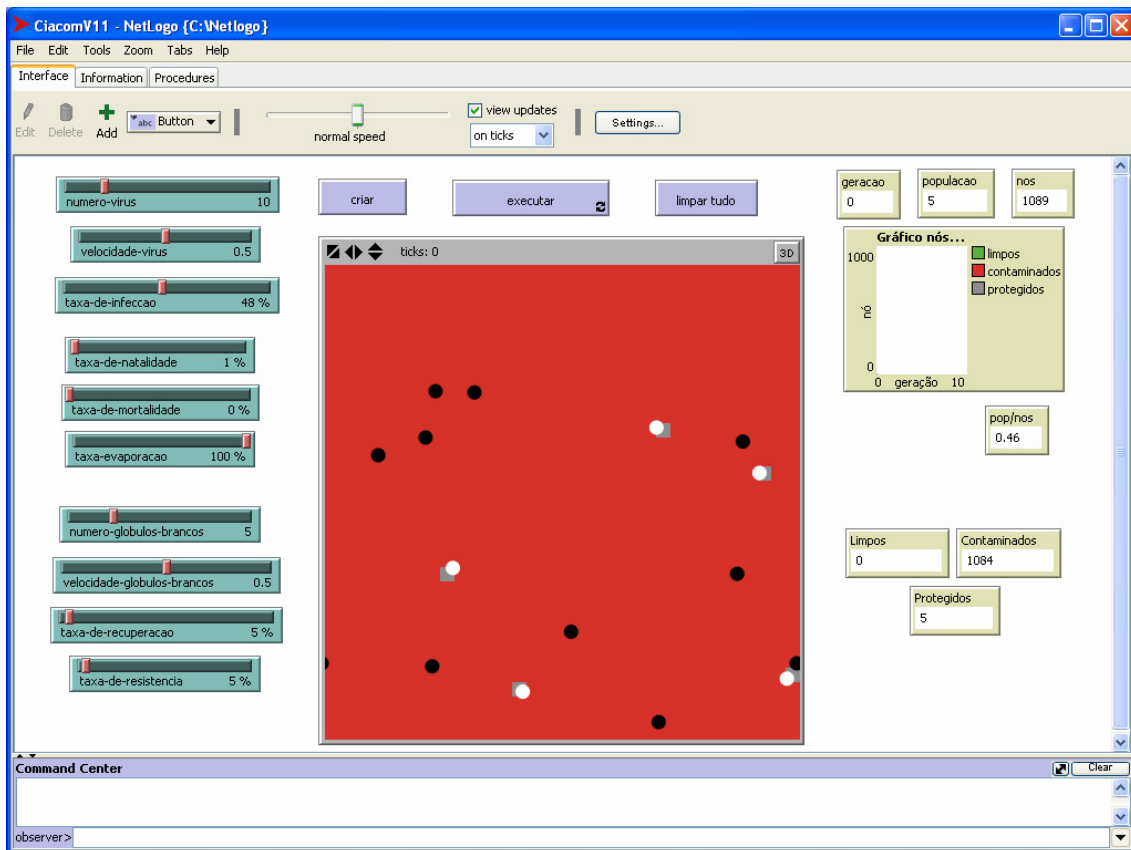 CiacomV11 - NetLogo {C:\Netlogo}
File Edit Tools Zoom Tabs Help
Interface Information Procedures
Edit Delete Add abc Button normal speed view updates on ticks Settings...
numero-virus 10
velocidade-virus 0.5
taxa-de-infeccao 48 %
taxa-de-natalidade 1 %
taxa-de-mortalidade 0 %
taxa-evaporacao 100 %
numero-globulos-brancos 5
velocidade-globulos-brancos 0.5
taxa-de-recuperacao 5 %
taxa-de-resistencia 5 %
criar executar limpar tudo
ticks: 0 3D
geracao populacao nos
0 5 1089
Gráfico nós...
1000
nº
0
0 geração 10
limpos
contaminados
protegidos
pop/nos
0.46
Limpos Contaminados
0 1084
Protegidos
5
Command Center Clear
observer>